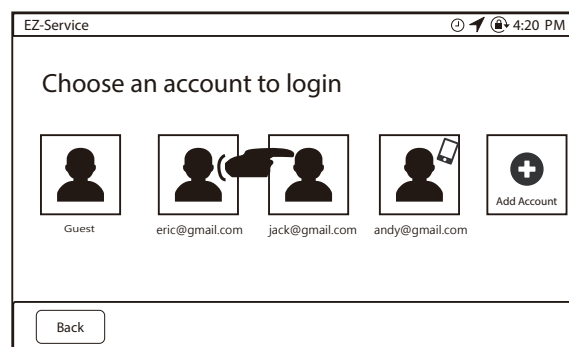 EZ-Service 4:20 PM
Choose an account to login
Guest eric@gmail.com jack@gmail.com andy@gmail.com Add Account
Back